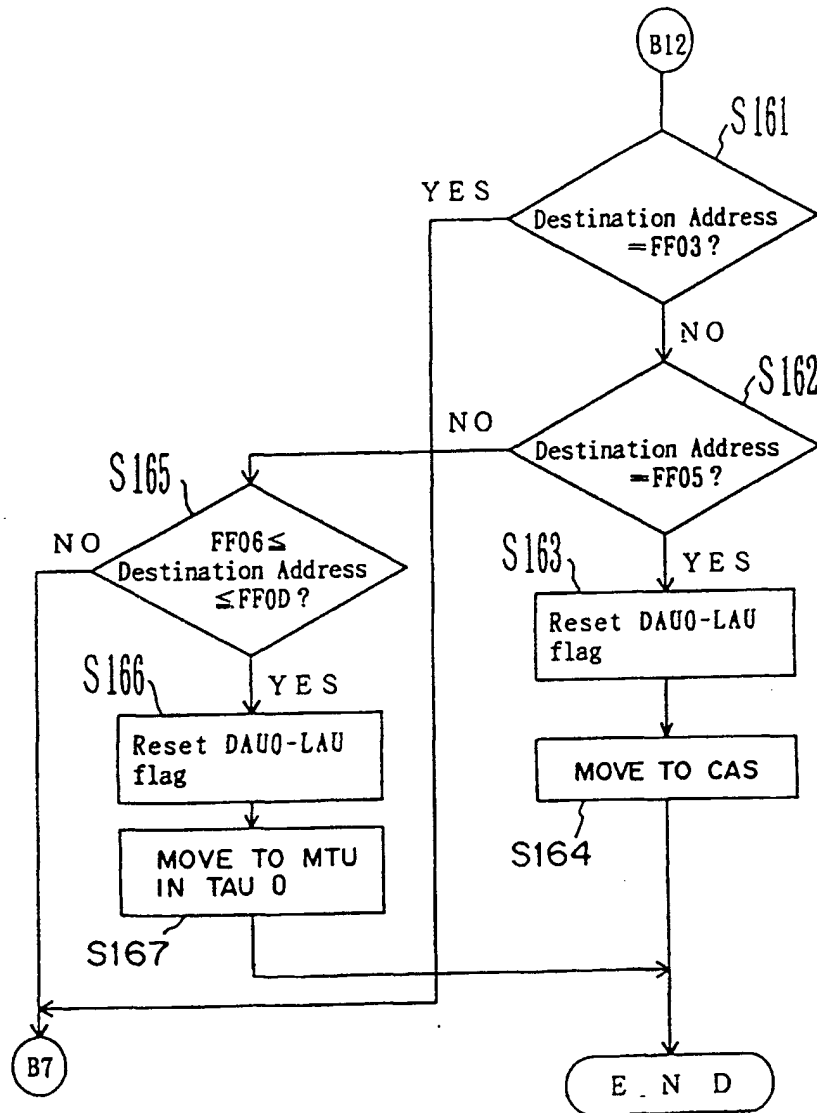 B12
S161
YES
Destination Address
=FF03?
NO
S162
NO
Destination Address
=FF05?
S165
NO
FF06≦
Destination Address
≦FF0D?
S163
YES
Reset DAU0-LAU
flag
S166
YES
Reset DAU0-LAU
flag
MOVE TO CAS
S164
MOVE TO MTU
IN TAU 0
S167
B7
E N D